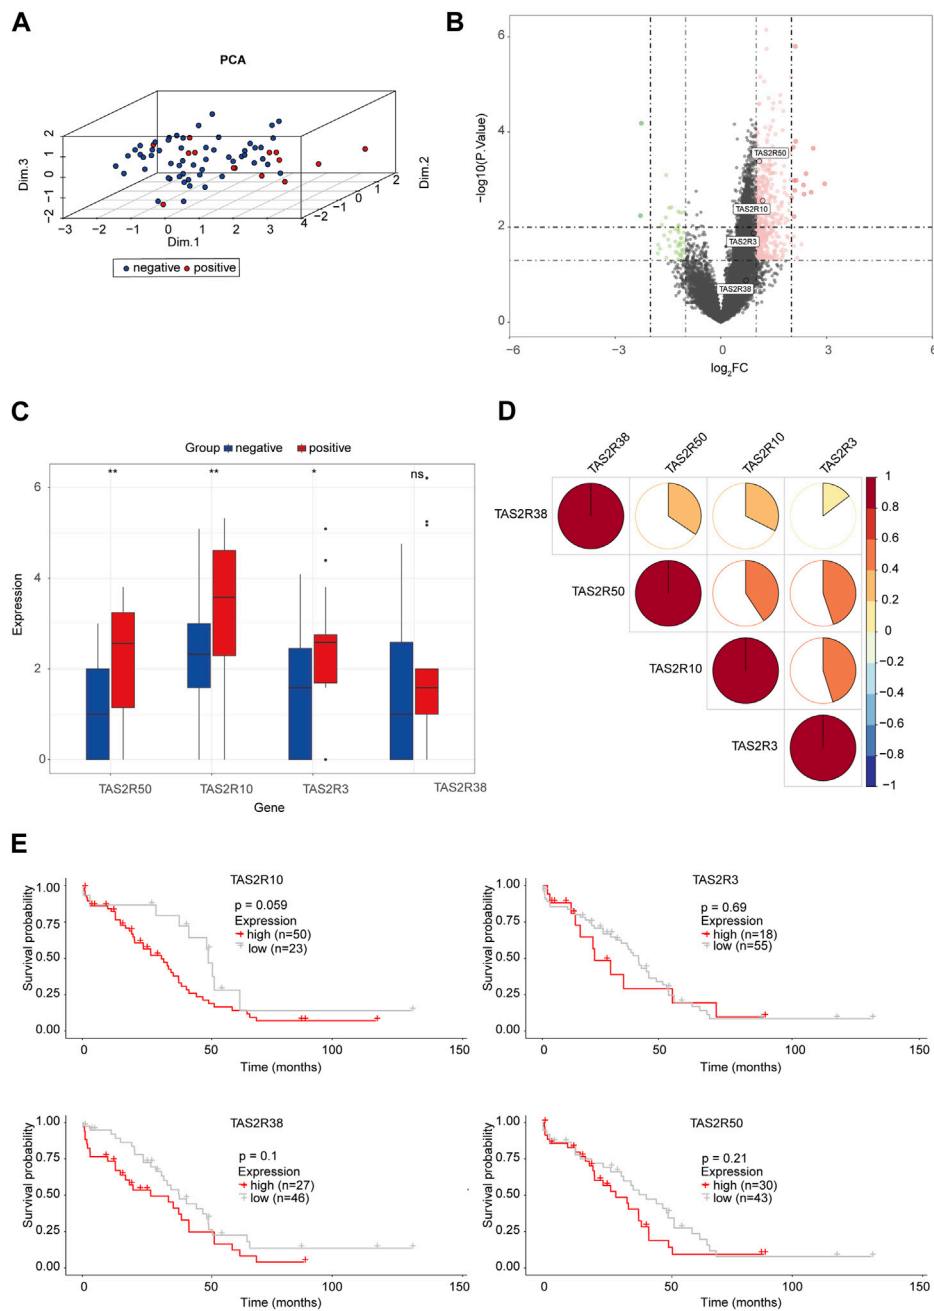 A
PCA
Dim.3
2
1
0
−1
−2
−2 −1 0 1 2 3 4
Dim.1
−2 −1 0 1 2
Dim.2
negative positive
B
−log10(P.Value)
6
4
2
0
TAS2R50
TAS2R10
TAS2R3
TAS2R38
−6 −3 0 3 6
log2FC
C
Group negative positive
** ** * ns
Expression
6
4
2
0
TAS2R50 TAS2R10 TAS2R3 TAS2R38
Gene
D
TAS2R38 TAS2R50 TAS2R10 TAS2R3
TAS2R38
TAS2R50
TAS2R10
TAS2R3
1
0.8
0.6
0.4
0.2
0
−0.2
−0.4
−0.6
−0.8
−1
E
TAS2R10
Survival probability
1.00
0.75
0.50
0.25
0.00
p = 0.059
Expression
high (n=50)
low (n=23)
0 50 100 150
Time (months)
TAS2R3
Survival probability
1.00
0.75
0.50
0.25
0.00
p = 0.69
Expression
high (n=18)
low (n=55)
0 50 100 150
Time (months)
TAS2R38
Survival probability
1.00
0.75
0.50
0.25
0.00
p = 0.1
Expression
high (n=27)
low (n=46)
0 50 100 150
Time (months)
TAS2R50
Survival probability
1.00
0.75
0.50
0.25
0.00
p = 0.21
Expression
high (n=30)
low (n=43)
0 50 100 150
Time (months)